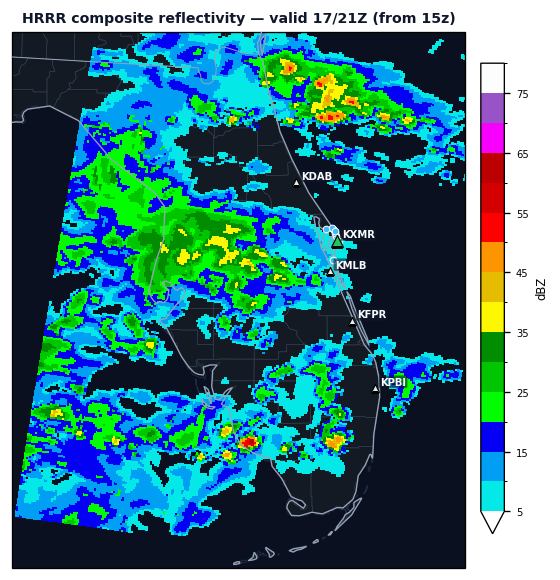 HRRR composite reflectivity — valid 17/21Z (from 15z)
KDAB
KXMR
KMLB
KFPR
KPBI
75
65
55
45
35
25
15
5
dBZ